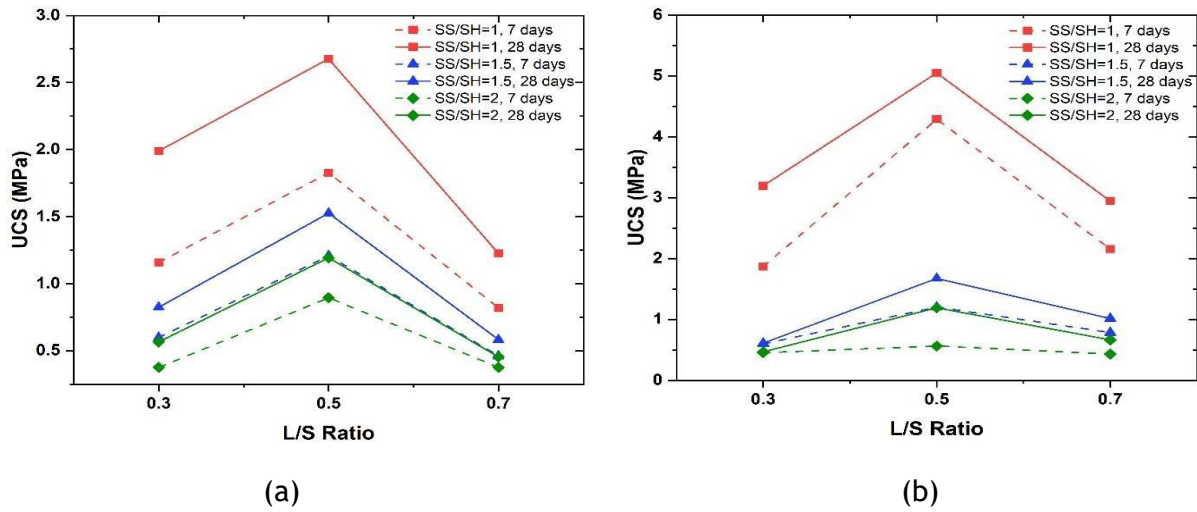 3.0
2.5
2.0
1.5
1.0
0.5
UCS (MPa)
SS/SH=1, 7 days
SS/SH=1, 28 days
SS/SH=1.5, 7 days
SS/SH=1.5, 28 days
SS/SH=2, 7 days
SS/SH=2, 28 days
0.3
0.5
0.7
L/S Ratio
(a)
6
5
4
3
2
1
0
UCS (MPa)
SS/SH=1, 7 days
SS/SH=1, 28 days
SS/SH=1.5, 7 days
SS/SH=1.5, 28 days
SS/SH=2, 7 days
SS/SH=2, 28 days
0.3
0.5
0.7
L/S Ratio
(b)